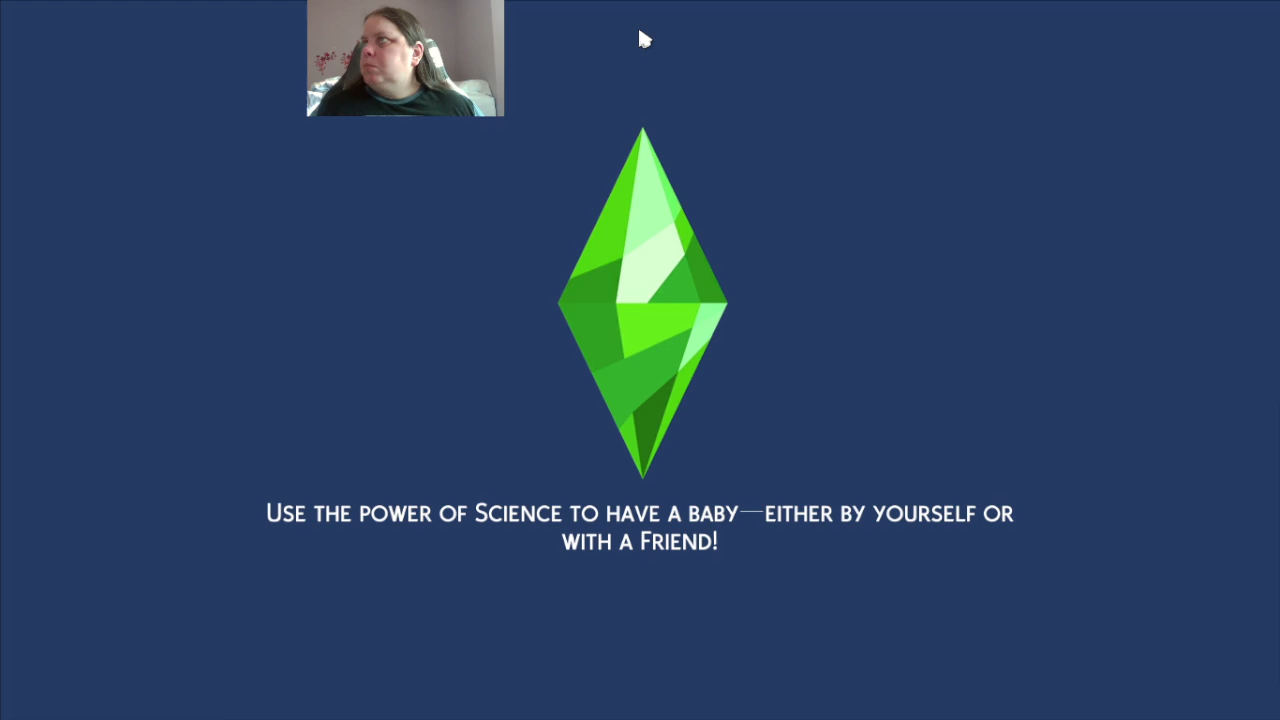 Use the power of Science to have a baby—either by yourself or
with a Friend!